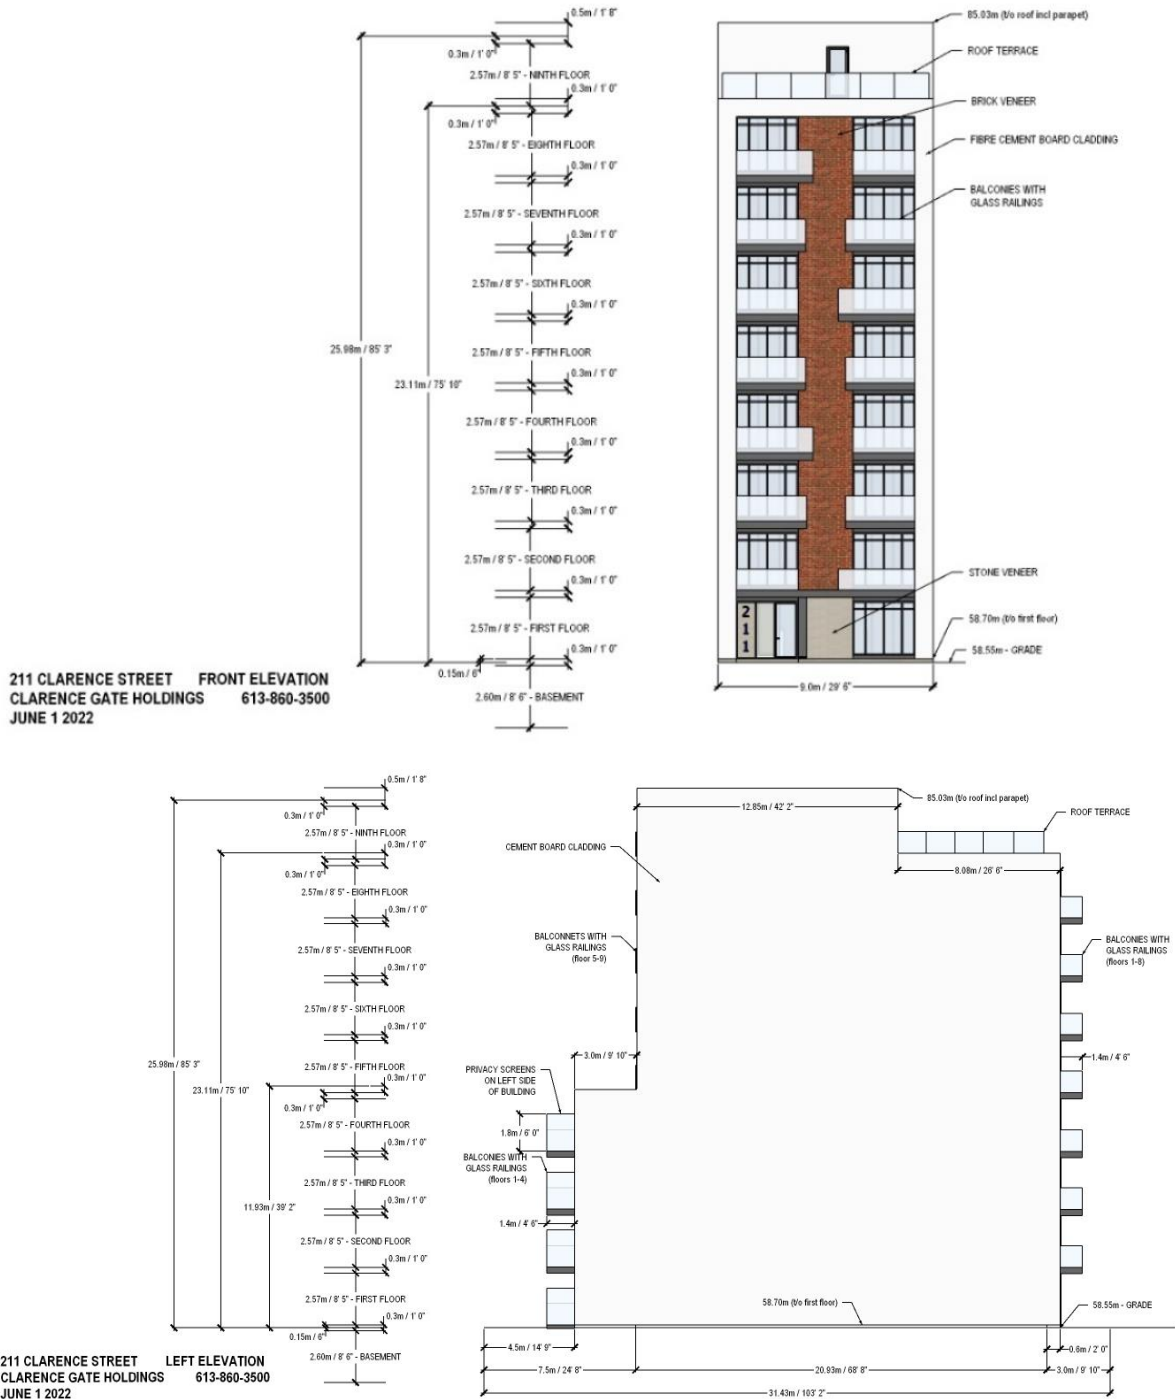 0.5m / 1' 8"
85.03m (t/o roof incl parapet)
0.3m / 1' 0"
ROOF TERRACE
2.57m / 8' 5" - NINTH FLOOR
0.3m / 1' 0"
BRICK VENEER
0.3m / 1' 0"
FIBRE CEMENT BOARD CLADDING
2.57m / 8' 5" - EIGHTH FLOOR
0.3m / 1' 0"
BALCONIES WITH
GLASS RAILINGS
2.57m / 8' 5" - SEVENTH FLOOR
0.3m / 1' 0"
2.57m / 8' 5" - SIXTH FLOOR
0.3m / 1' 0"
25.98m / 85' 3"
2.57m / 8' 5" - FIFTH FLOOR
0.3m / 1' 0"
23.11m / 75' 10"
2.57m / 8' 5" - FOURTH FLOOR
0.3m / 1' 0"
2.57m / 8' 5" - THIRD FLOOR
0.3m / 1' 0"
2.57m / 8' 5" - SECOND FLOOR
STONE VENEER
0.3m / 1' 0"
2
1
1
58.70m (t/o first floor)
2.57m / 8' 5" - FIRST FLOOR
0.3m / 1' 0"
58.55m - GRADE
0.15m / 6"
9.0m / 29' 6"
2.60m / 8' 6" - BASEMENT
211 CLARENCE STREET FRONT ELEVATION
CLARENCE GATE HOLDINGS 613-860-3500
JUNE 1 2022
0.5m / 1' 8"
85.03m (t/o roof incl parapet)
12.85m / 42' 2"
0.3m / 1' 0"
ROOF TERRACE
2.57m / 8' 5" - NINTH FLOOR
0.3m / 1' 0"
CEMENT BOARD CLADDING
0.3m / 1' 0"
8.08m / 26' 6"
2.57m / 8' 5" - EIGHTH FLOOR
0.3m / 1' 0"
BALCONNETS WITH
GLASS RAILINGS
(floor 5-9)
BALCONIES WITH
GLASS RAILINGS
(floors 1-8)
2.57m / 8' 5" - SEVENTH FLOOR
0.3m / 1' 0"
2.57m / 8' 5" - SIXTH FLOOR
0.3m / 1' 0"
25.98m / 85' 3"
3.0m / 9' 10"
1.4m / 4' 6"
2.57m / 8' 5" - FIFTH FLOOR
PRIVACY SCREENS
ON LEFT SIDE
OF BUILDING
0.3m / 1' 0"
23.11m / 75' 10"
0.3m / 1' 0"
2.57m / 8' 5" - FOURTH FLOOR
1.8m / 6' 0"
0.3m / 1' 0"
BALCONIES WITH
GLASS RAILINGS
(floors 1-4)
2.57m / 8' 5" - THIRD FLOOR
0.3m / 1' 0"
11.93m / 39' 2"
1.4m / 4' 6"
2.57m / 8' 5" - SECOND FLOOR
0.3m / 1' 0"
2.57m / 8' 5" - FIRST FLOOR
58.70m (t/o first floor)
58.55m - GRADE
0.3m / 1' 0"
0.15m / 6"
4.5m / 14' 9"
0.6m / 2' 0"
2.60m / 8' 6" - BASEMENT
7.5m / 24' 8"
20.93m / 68' 8"
3.0m / 9' 10"
31.43m / 103' 2"
211 CLARENCE STREET LEFT ELEVATION
CLARENCE GATE HOLDINGS 613-860-3500
JUNE 1 2022